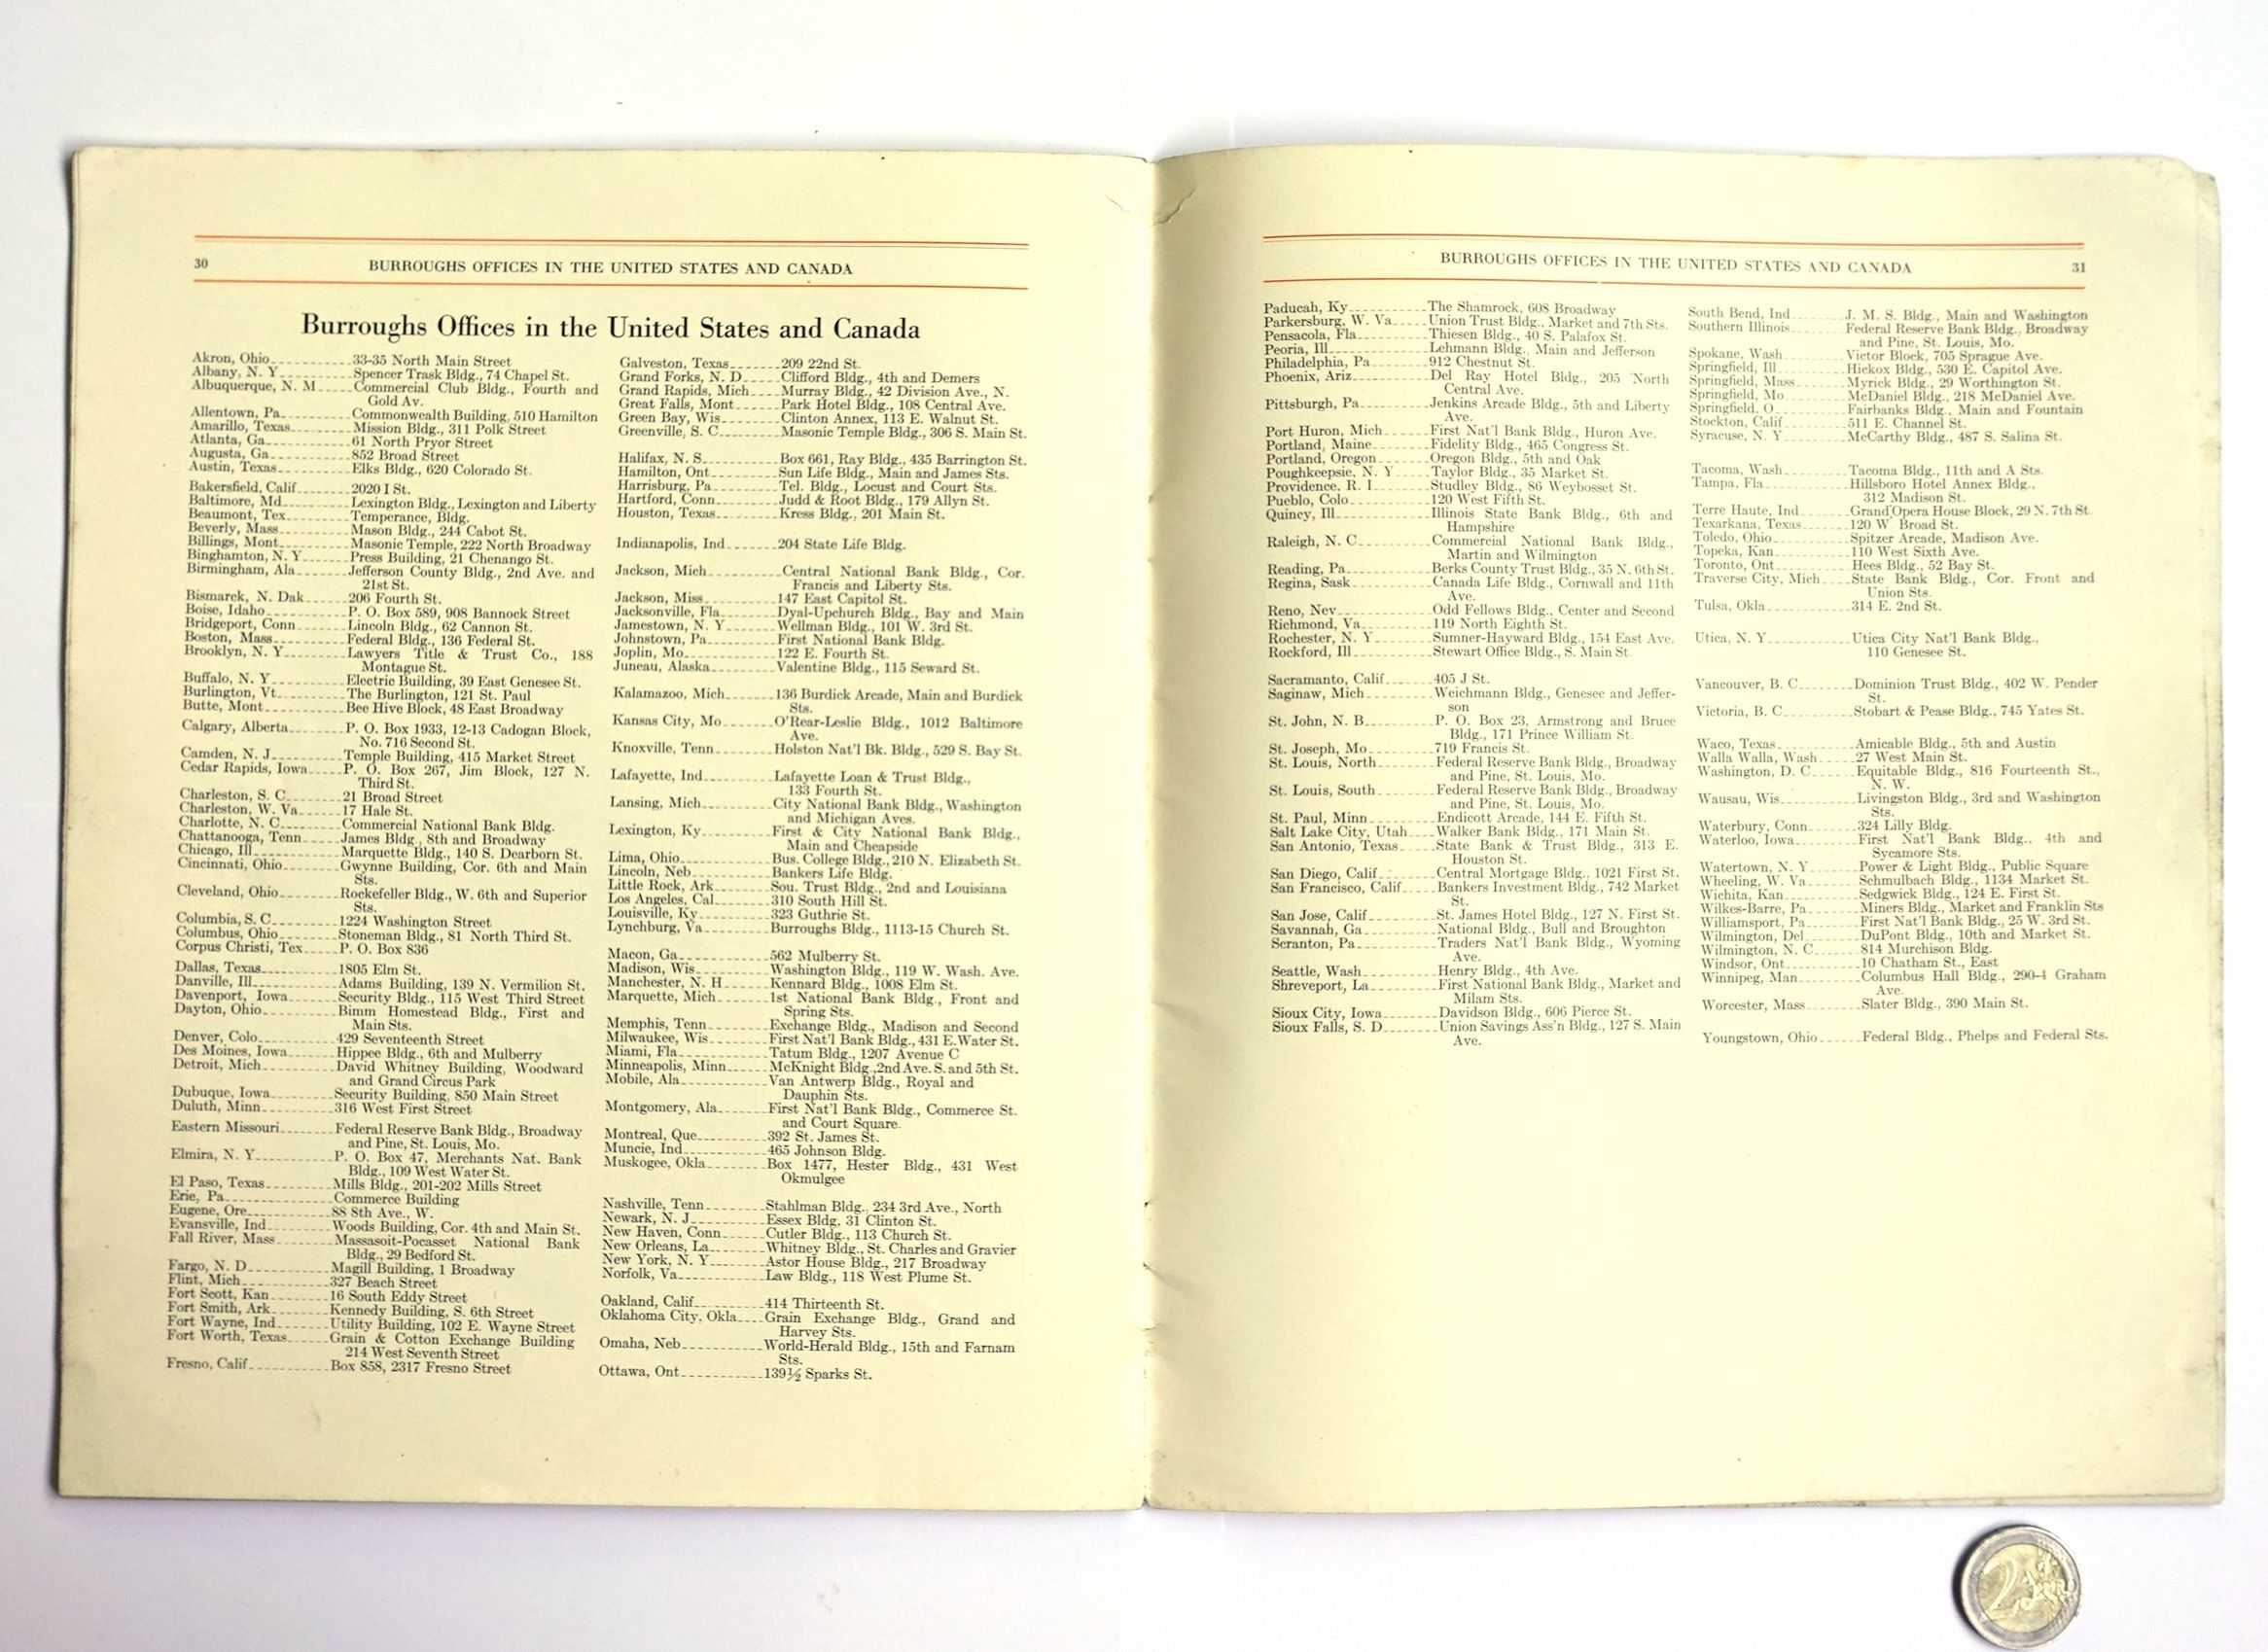 30
BURROUGHS OFFICES IN THE UNITED STATES AND CANADA
Burroughs Offices in the United States and Canada
Akron, Ohio 33-35 North Main Street
Albany, N. Y. Spencer Trask Bldg., 74 Chapel St.
Albuquerque, N. M. Commercial Club Bldg., Fourth and
Gold Av.
Allentown, Pa. Commonwealth Building, 510 Hamilton
Amarillo, Texas Mission Bldg., 311 Polk Street
Atlanta, Ga. 61 North Pryor Street
Augusta, Ga. 852 Broad Street
Austin, Texas Elks Bldg., 620 Colorado St.
Bakersfield, Calif. 2020 I St.
Baltimore, Md. Lexington Bldg., Lexington and Liberty
Beaumont, Tex. Temperance, Bldg.
Beverly, Mass. Mason Bldg., 244 Cabot St.
Billings, Mont. Masonic Temple, 222 North Broadway
Binghamton, N. Y. Press Building, 21 Chenango St.
Birmingham, Ala. Jefferson County Bldg., 2nd Ave. and
21st St.
Bismarck, N. Dak. 206 Fourth St.
Boise, Idaho P. O. Box 589, 908 Bannock Street
Bridgeport, Conn. Lincoln Bldg., 62 Cannon St.
Boston, Mass. Federal Bldg., 136 Federal St.
Brooklyn, N. Y. Lawyers Title & Trust Co., 188
Montague St.
Buffalo, N. Y. Electric Building, 39 East Genesee St.
Burlington, Vt. The Burlington, 121 St. Paul
Butte, Mont. Bee Hive Block, 48 East Broadway
Calgary, Alberta P. O. Box 1933, 12-13 Cadogan Block,
No. 716 Second St.
Camden, N. J. Temple Building, 415 Market Street
Cedar Rapids, Iowa P. O. Box 267, Jim Block, 127 N.
Third St.
Charleston, S. C. 21 Broad Street
Charleston, W. Va. 17 Hale St.
Charlotte, N. C. Commercial National Bank Bldg.
Chattanooga, Tenn. James Bldg., 8th and Broadway
Chicago, Ill. Marquette Bldg., 140 S. Dearborn St.
Cincinnati, Ohio Gwynne Building, Cor. 6th and Main
Sts.
Cleveland, Ohio Rockefeller Bldg., W. 6th and Superior
Sts.
Columbia, S. C. 1224 Washington Street
Columbus, Ohio Stoneman Bldg., 81 North Third St.
Corpus Christi, Tex. P. O. Box 836
Dallas, Texas 1805 Elm St.
Danville, Ill. Adams Building, 139 N. Vermilion St.
Davenport, Iowa Security Bldg., 115 West Third Street
Dayton, Ohio Bimm Homestead Bldg., First and
Main Sts.
Denver, Colo. 429 Seventeenth Street
Des Moines, Iowa Hippee Bldg., 6th and Mulberry
Detroit, Mich. David Whitney Building, Woodward
and Grand Circus Park
Dubuque, Iowa Security Building, 850 Main Street
Duluth, Minn. 316 West First Street
Eastern Missouri Federal Reserve Bank Bldg., Broadway
and Pine, St. Louis, Mo.
Elmira, N. Y. P. O. Box 47, Merchants Nat. Bank
Bldg., 109 West Water St.
El Paso, Texas Mills Bldg., 201-202 Mills Street
Erie, Pa. Commerce Building
Eugene, Ore. 88 8th Ave., W.
Evansville, Ind. Woods Building, Cor. 4th and Main St.
Fall River, Mass. Massasoit-Pocasset National Bank
Bldg., 29 Bedford St.
Fargo, N. D. Magill Building, 1 Broadway
Flint, Mich. 327 Beach Street
Fort Scott, Kan. 16 South Eddy Street
Fort Smith, Ark. Kennedy Building, S. 6th Street
Fort Wayne, Ind. Utility Building, 102 E. Wayne Street
Fort Worth, Texas Grain & Cotton Exchange Building
214 West Seventh Street
Fresno, Calif. Box 858, 2317 Fresno Street
Galveston, Texas 209 22nd St.
Grand Forks, N. D. Clifford Bldg., 4th and Demers
Grand Rapids, Mich. Murray Bldg., 42 Division Ave., N.
Great Falls, Mont. Park Hotel Bldg., 108 Central Ave.
Green Bay, Wis. Clinton Annex, 113 E. Walnut St.
Greenville, S. C. Masonic Temple Bldg., 306 S. Main St.
Halifax, N. S. Box 661, Ray Bldg., 435 Barrington St.
Hamilton, Ont. Sun Life Bldg., Main and James Sts.
Harrisburg, Pa. Tel. Bldg., Locust and Court Sts.
Hartford, Conn. Judd & Root Bldg., 179 Allyn St.
Houston, Texas Kress Bldg., 201 Main St.
Indianapolis, Ind. 204 State Life Bldg.
Jackson, Mich. Central National Bank Bldg., Cor.
Francis and Liberty Sts.
Jackson, Miss. 147 East Capitol St.
Jacksonville, Fla. Dyal-Upchurch Bldg., Bay and Main
Jamestown, N. Y. Wellman Bldg., 101 W. 3rd St.
Johnstown, Pa. First National Bank Bldg.
Joplin, Mo. 122 E. Fourth St.
Juneau, Alaska Valentine Bldg., 115 Seward St.
Kalamazoo, Mich. 136 Burdick Arcade, Main and Burdick
Sts.
Kansas City, Mo. O'Rear-Leslie Bldg., 1012 Baltimore
Ave.
Knoxville, Tenn. Holston Nat'l Bk. Bldg., 529 S. Bay St.
Lafayette, Ind. Lafayette Loan & Trust Bldg.,
133 Fourth St.
Lansing, Mich. City National Bank Bldg., Washington
and Michigan Aves.
Lexington, Ky. First & City National Bank Bldg.,
Main and Cheapside
Lima, Ohio Bus. College Bldg., 210 N. Elizabeth St.
Lincoln, Neb. Bankers Life Bldg.
Little Rock, Ark. Sou. Trust Bldg., 2nd and Louisiana
Los Angeles, Cal. 310 South Hill St.
Louisville, Ky. 323 Guthrie St.
Lynchburg, Va. Burroughs Bldg., 1113-15 Church St.
Macon, Ga. 562 Mulberry St.
Madison, Wis. Washington Bldg., 119 W. Wash. Ave.
Manchester, N. H. Kennard Bldg., 1008 Elm St.
Marquette, Mich. 1st National Bank Bldg., Front and
Spring Sts.
Memphis, Tenn. Exchange Bldg., Madison and Second
Milwaukee, Wis. First Nat'l Bank Bldg., 431 E. Water St.
Miami, Fla. Tatum Bldg., 1207 Avenue C
Minneapolis, Minn. McKnight Bldg., 2nd Ave. S. and 5th St.
Mobile, Ala. Van Antwerp Bldg., Royal and
Dauphin Sts.
Montgomery, Ala. First Nat'l Bank Bldg., Commerce St.
and Court Square.
Montreal, Que. 392 St. James St.
Muncie, Ind. 465 Johnson Bldg.
Muskogee, Okla. Box 1477, Hester Bldg., 431 West
Okmulgee
Nashville, Tenn. Stahlman Bldg., 234 3rd Ave., North
Newark, N. J. Essex Bldg, 31 Clinton St.
New Haven, Conn. Cutler Bldg., 113 Church St.
New Orleans, La. Whitney Bldg., St. Charles and Gravier
New York, N. Y. Astor House Bldg., 217 Broadway
Norfolk, Va. Law Bldg., 118 West Plume St.
Oakland, Calif. 414 Thirteenth St.
Oklahoma City, Okla. Grain Exchange Bldg., Grand and
Harvey Sts.
Omaha, Neb. World-Herald Bldg., 15th and Farnam
Sts.
Ottawa, Ont. 139½ Sparks St.
BURROUGHS OFFICES IN THE UNITED STATES AND CANADA
31
Paducah, Ky. The Shamrock, 608 Broadway
Parkersburg, W. Va. Union Trust Bldg., Market and 7th Sts.
Pensacola, Fla. Thiesen Bldg., 40 S. Palafox St.
Peoria, Ill. Lehmann Bldg., Main and Jefferson
Philadelphia, Pa. 912 Chestnut St.
Phoenix, Ariz. Del Ray Hotel Bldg., 205 North
Central Ave.
Pittsburgh, Pa. Jenkins Arcade Bldg., 5th and Liberty
Ave.
Port Huron, Mich. First Nat'l Bank Bldg., Huron Ave.
Portland, Maine Fidelity Bldg., 465 Congress St.
Portland, Oregon Oregon Bldg., 5th and Oak
Poughkeepsie, N. Y. Taylor Bldg., 35 Market St.
Providence, R. I. Studley Bldg., 86 Weybosset St.
Pueblo, Colo. 120 West Fifth St.
Quincy, Ill. Illinois State Bank Bldg., 6th and
Hampshire
Raleigh, N. C. Commercial National Bank Bldg.,
Martin and Wilmington
Reading, Pa. Berks County Trust Bldg., 35 N. 6th St.
Regina, Sask. Canada Life Bldg., Cornwall and 11th
Ave.
Reno, Nev. Odd Fellows Bldg., Center and Second
Richmond, Va. 119 North Eighth St.
Rochester, N. Y. Sumner-Hayward Bldg., 154 East Ave.
Rockford, Ill. Stewart Office Bldg., S. Main St.
Sacramanto, Calif. 405 J St.
Saginaw, Mich. Weichmann Bldg., Genesee and Jeffer-
son
St. John, N. B. P. O. Box 23, Armstrong and Bruce
Bldg., 171 Prince William St.
St. Joseph, Mo. 719 Francis St.
St. Louis, North Federal Reserve Bank Bldg., Broadway
and Pine, St. Louis, Mo.
St. Louis, South Federal Reserve Bank Bldg., Broadway
and Pine, St. Louis, Mo.
St. Paul, Minn. Endicott Arcade, 144 E. Fifth St.
Salt Lake City, Utah Walker Bank Bldg., 171 Main St.
San Antonio, Texas State Bank & Trust Bldg., 313 E.
Houston St.
San Diego, Calif. Central Mortgage Bldg., 1021 First St.
San Francisco, Calif. Bankers Investment Bldg., 742 Market
St.
San Jose, Calif. St. James Hotel Bldg., 127 N. First St.
Savannah, Ga. National Bldg., Bull and Broughton
Scranton, Pa. Traders Nat'l Bank Bldg., Wyoming
Ave.
Seattle, Wash. Henry Bldg., 4th Ave.
Shreveport, La. First National Bank Bldg., Market and
Milam Sts.
Sioux City, Iowa Davidson Bldg., 606 Pierce St.
Sioux Falls, S. D. Union Savings Ass'n Bldg., 127 S. Main
Ave.
South Bend, Ind. J. M. S. Bldg., Main and Washington
Southern Illinois Federal Reserve Bank Bldg., Broadway
and Pine, St. Louis, Mo.
Spokane, Wash. Victor Block, 705 Sprague Ave.
Springfield, Ill. Hickox Bldg., 530 E. Capitol Ave.
Springfield, Mass. Myrick Bldg., 29 Worthington St.
Springfield, Mo. McDaniel Bldg., 218 McDaniel Ave.
Springfield, O. Fairbanks Bldg., Main and Fountain
Stockton, Calif. 511 E. Channel St.
Syracuse, N. Y. McCarthy Bldg., 487 S. Salina St.
Tacoma, Wash. Tacoma Bldg., 11th and A Sts.
Tampa, Fla. Hillsboro Hotel Annex Bldg.,
312 Madison St.
Terre Haute, Ind. Grand Opera House Block, 29 N. 7th St.
Texarkana, Texas 120 W. Broad St.
Toledo, Ohio Spitzer Arcade, Madison Ave.
Topeka, Kan. 110 West Sixth Ave.
Toronto, Ont. Hees Bldg., 52 Bay St.
Traverse City, Mich. State Bank Bldg., Cor. Front and
Union Sts.
Tulsa, Okla. 314 E. 2nd St.
Utica, N. Y. Utica City Nat'l Bank Bldg.,
110 Genesee St.
Vancouver, B. C. Dominion Trust Bldg., 402 W. Pender
St.
Victoria, B. C. Stobart & Pease Bldg., 745 Yates St.
Waco, Texas Amicable Bldg., 5th and Austin
Walla Walla, Wash. 27 West Main St.
Washington, D. C. Equitable Bldg., 816 Fourteenth St.,
N. W.
Wausau, Wis. Livingston Bldg., 3rd and Washington
Sts.
Waterbury, Conn. 324 Lilly Bldg.
Waterloo, Iowa First Nat'l Bank Bldg., 4th and
Sycamore Sts.
Watertown, N. Y. Power & Light Bldg., Public Square
Wheeling, W. Va. Schmulbach Bldg., 1134 Market St.
Wichita, Kan. Sedgwick Bldg., 124 E. First St.
Wilkes-Barre, Pa. Miners Bldg., Market and Franklin Sts
Williamsport, Pa. First Nat'l Bank Bldg., 25 W. 3rd St.
Wilmington, Del. DuPont Bldg., 10th and Market St.
Wilmington, N. C. 814 Murchison Bldg.
Windsor, Ont. 10 Chatham St., East
Winnipeg, Man. Columbus Hall Bldg., 290-4 Graham
Ave.
Worcester, Mass. Slater Bldg., 390 Main St.
Youngstown, Ohio Federal Bldg., Phelps and Federal Sts.
2